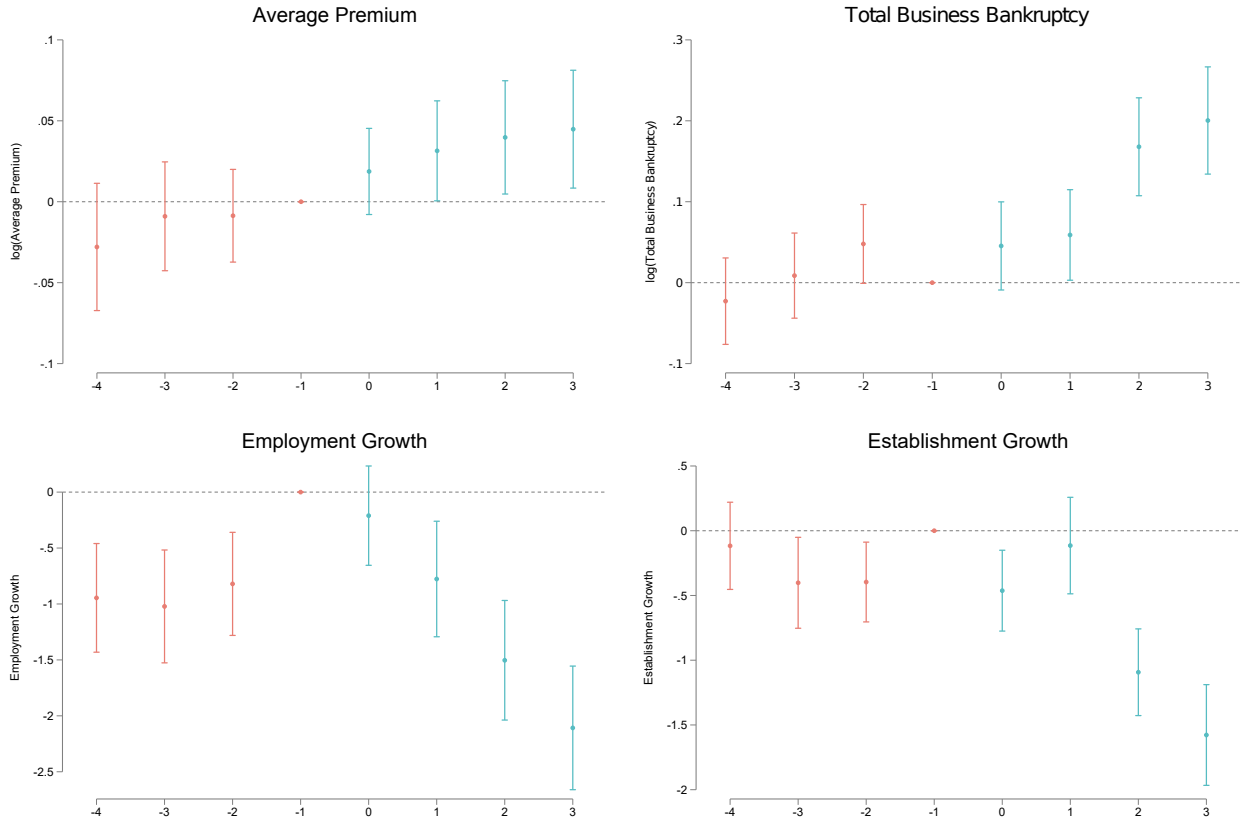 Average Premium
log(Average Premium)
.1
.05
0
-.05
-.1
-4 -3 -2 -1 0 1 2 3
Total Business Bankruptcy
log(Total Business Bankruptcy)
.3
.2
.1
0
-.1
-4 -3 -2 -1 0 1 2 3
Employment Growth
Employment Growth
0
-.5
-1
-1.5
-2
-2.5
-4 -3 -2 -1 0 1 2 3
Establishment Growth
Establishment Growth
.5
0
-.5
-1
-1.5
-2
-4 -3 -2 -1 0 1 2 3